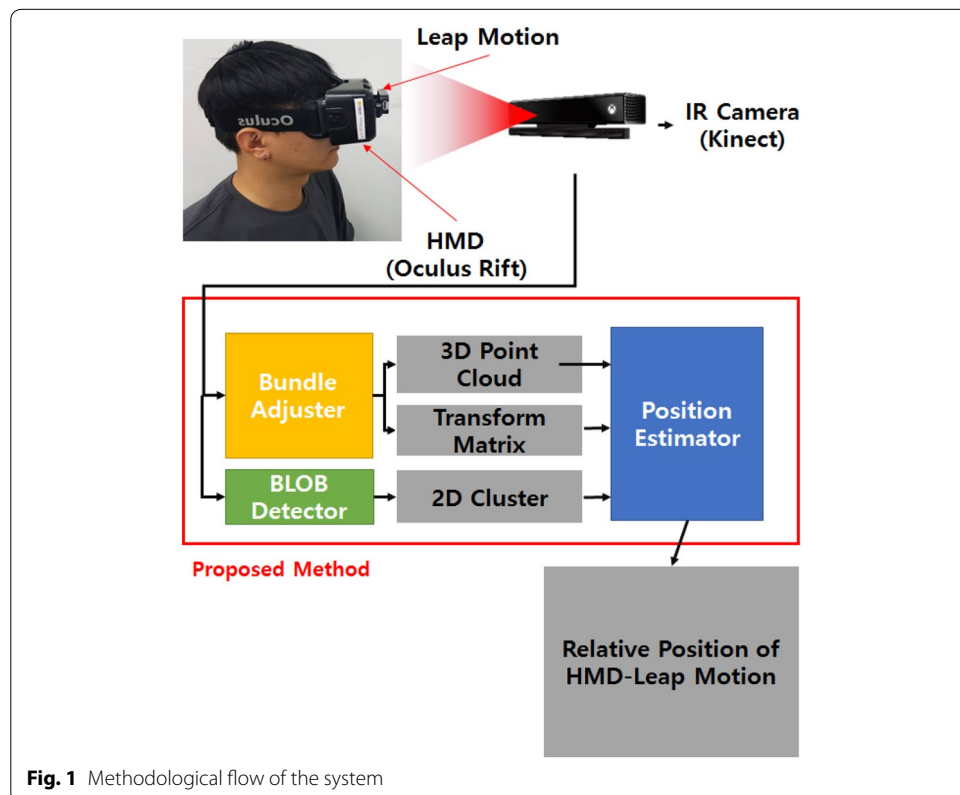 Leap Motion
Oculus
IR Camera
(Kinect)
HMD
(Oculus Rift)
Bundle
Adjuster
3D Point
Cloud
Transform
Matrix
Position
Estimator
BLOB
Detector
2D Cluster
Proposed Method
Relative Position of
HMD-Leap Motion
Fig. 1 Methodological flow of the system